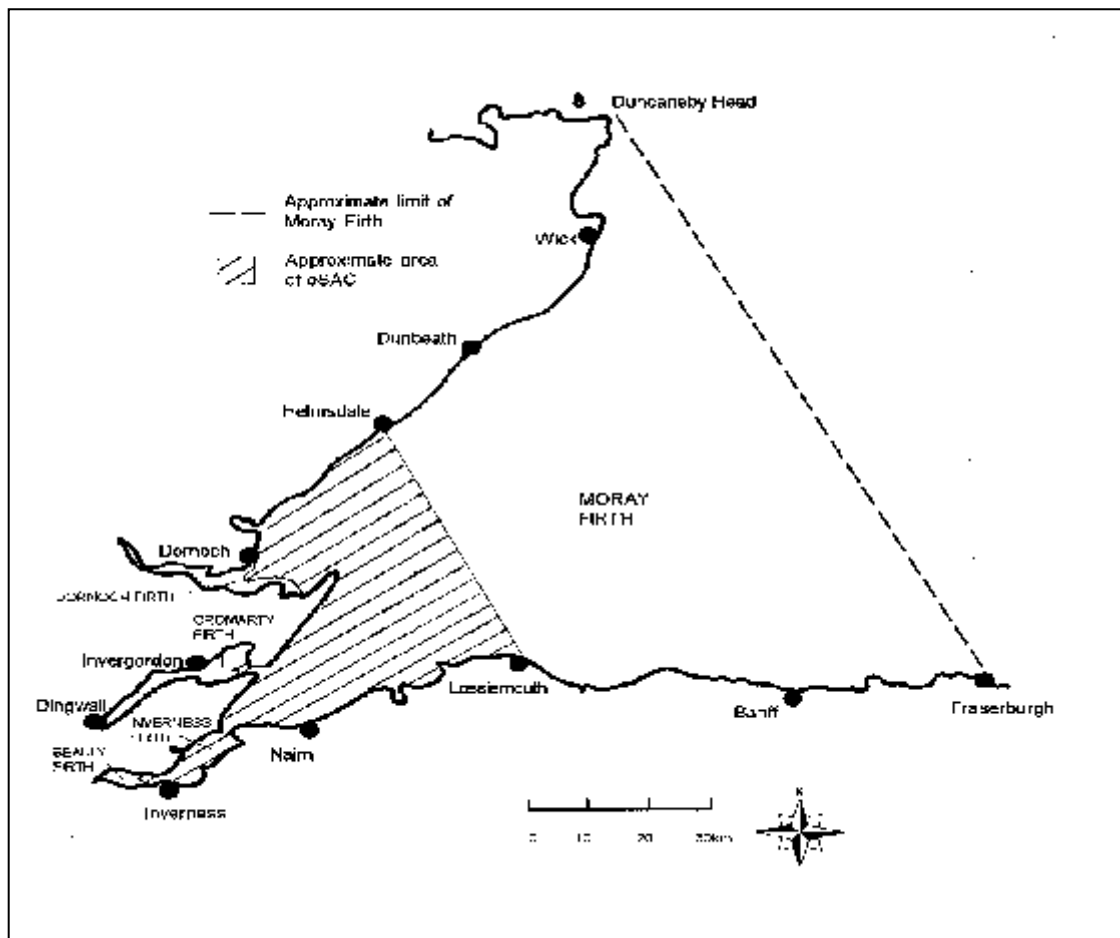 Duncansby Head
Approximate limit of
Moray Firth
Wick
Approximate area
of cSAC
Dunbeath
Helmsdale
MORAY
FIRTH
Dornoch
DORNOCH FIRTH
CROMARTY
FIRTH
Invergordon
Lossiemouth
Dingwall
Banff
Fraserburgh
INVERNESS
FIRTH
Nairn
BEAULY
FIRTH
Inverness
N
0 10 20 30km